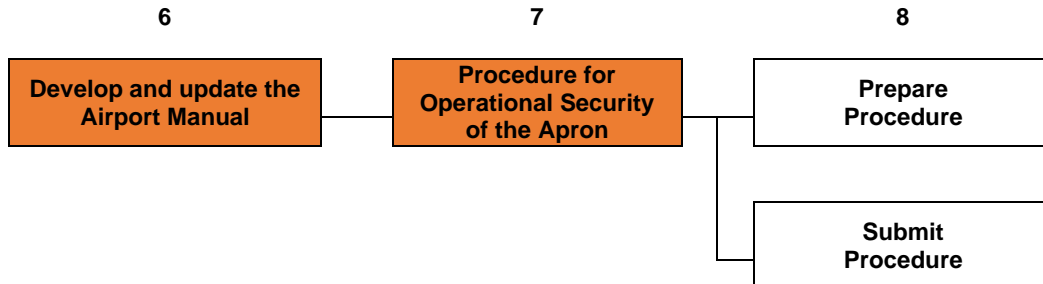 6
7
8
Develop and update the
Airport Manual
Procedure for
Operational Security
of the Apron
Prepare
Procedure
Submit
Procedure